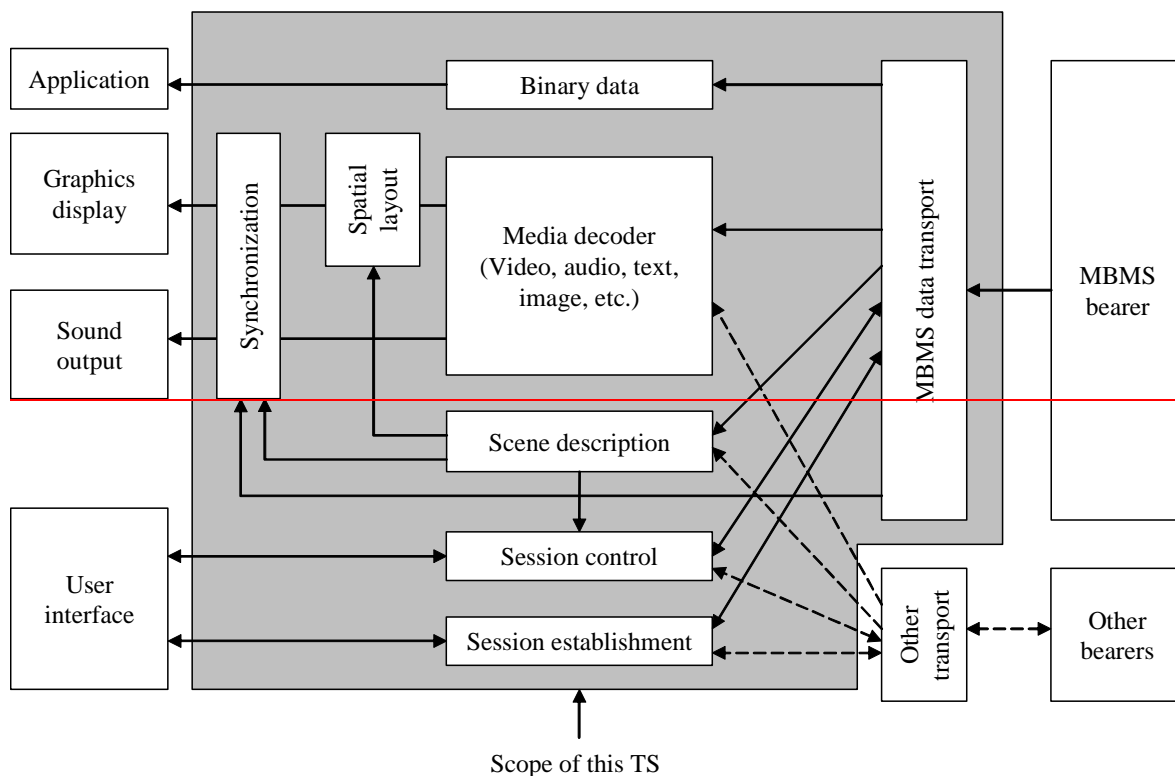 Application
Binary data
Graphics
display
Synchronization
Spatial
layout
Media decoder
(Video, audio, text,
image, etc.)
MBMS data transport
MBMS
bearer
Sound
output
Scene description
Session control
User
interface
Session establishment
Other
transport
Other
bearers
Scope of this TS